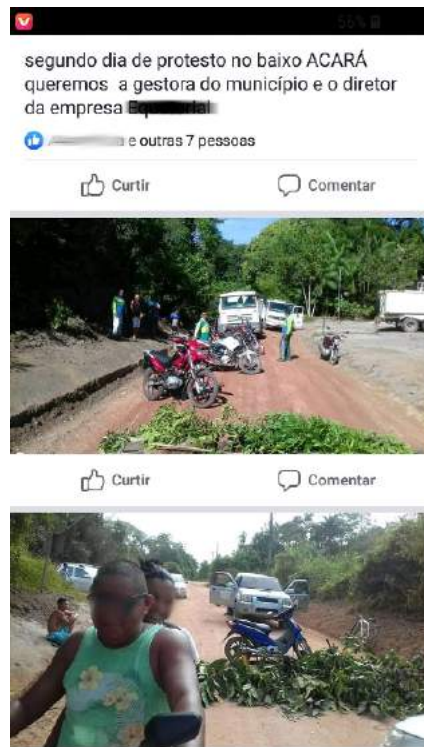 56%
segundo dia de protesto no baixo ACARÁ
queremos a gestora do município e o diretor
da empresa
e outras 7 pessoas
Curtir Comentar
Curtir Comentar